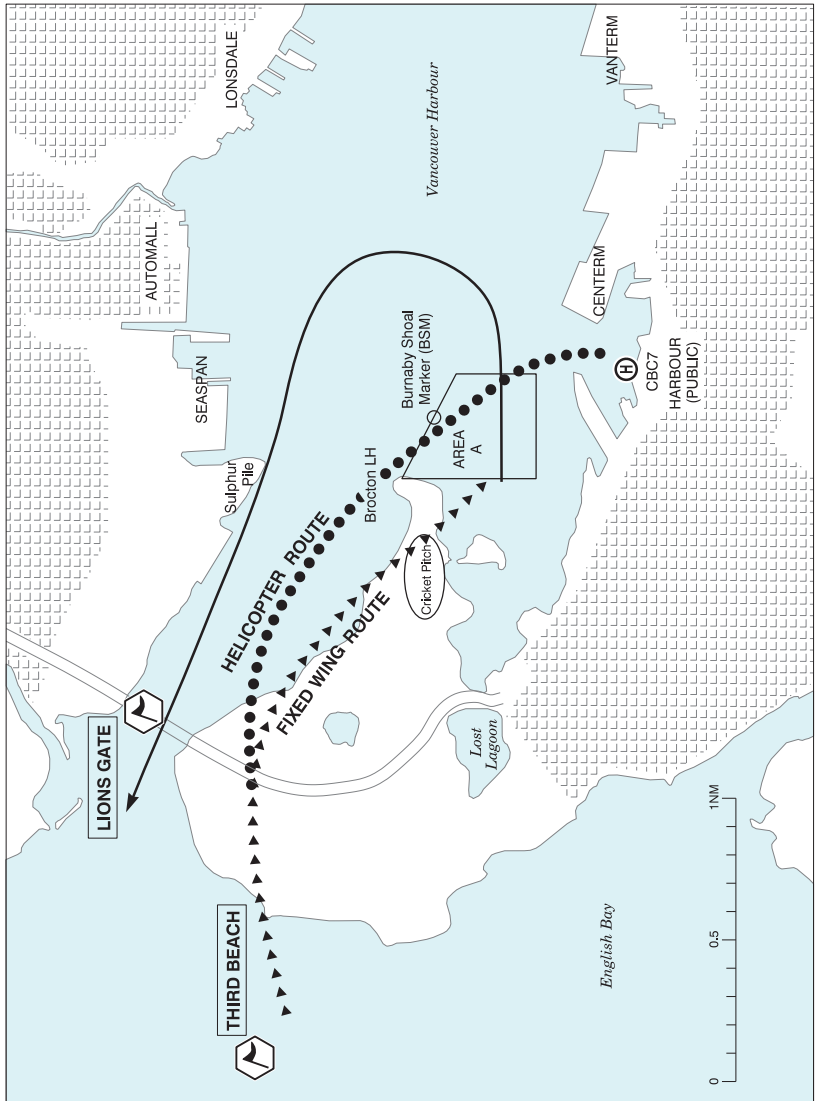 LONSDALE
VANTERM
Vancouver Harbour
AUTOMALL
CENTERM
SEASPAN
Burnaby Shoal
Marker (BSM)
H
CBC7
HARBOUR
(PUBLIC)
Sulphur
Pile
Brocton LH
AREA
A
HELICOPTER ROUTE
Cricket Pitch
FIXED WING ROUTE
LIONS GATE
Lost
Lagoon
THIRD BEACH
English Bay
0
0.5
1NM